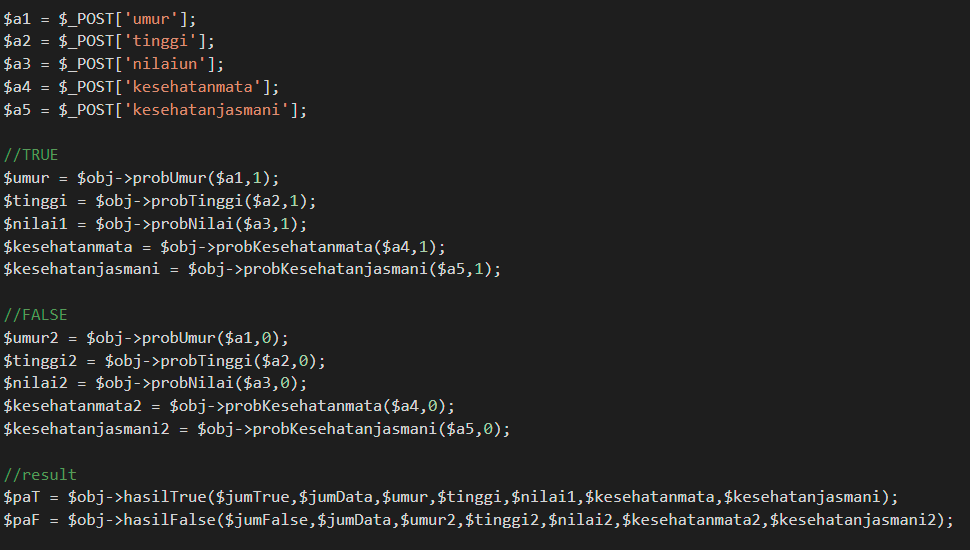 $a1 = $_POST['umur'];
$a2 = $_POST['tinggi'];
$a3 = $_POST['nilaiun'];
$a4 = $_POST['kesehatanmata'];
$a5 = $_POST['kesehatanjasmani'];
//TRUE
$umur = $obj->probUmur($a1,1);
$tinggi = $obj->probTinggi($a2,1);
$nilai1 = $obj->probNilai($a3,1);
$kesehatanmata = $obj->probKesehatanmata($a4,1);
$kesehatanjasmani = $obj->probKesehatanjasmani($a5,1);
//FALSE
$umur2 = $obj->probUmur($a1,0);
$tinggi2 = $obj->probTinggi($a2,0);
$nilai2 = $obj->probNilai($a3,0);
$kesehatanmata2 = $obj->probKesehatanmata($a4,0);
$kesehatanjasmani2 = $obj->probKesehatanjasmani($a5,0);
//result
$paT = $obj->hasilTrue($jumTrue,$jumData,$umur,$tinggi,$nilai1,$kesehatanmata,$kesehatanjasmani);
$paF = $obj->hasilFalse($jumFalse,$jumData,$umur2,$tinggi2,$nilai2,$kesehatanmata2,$kesehatanjasmani2);